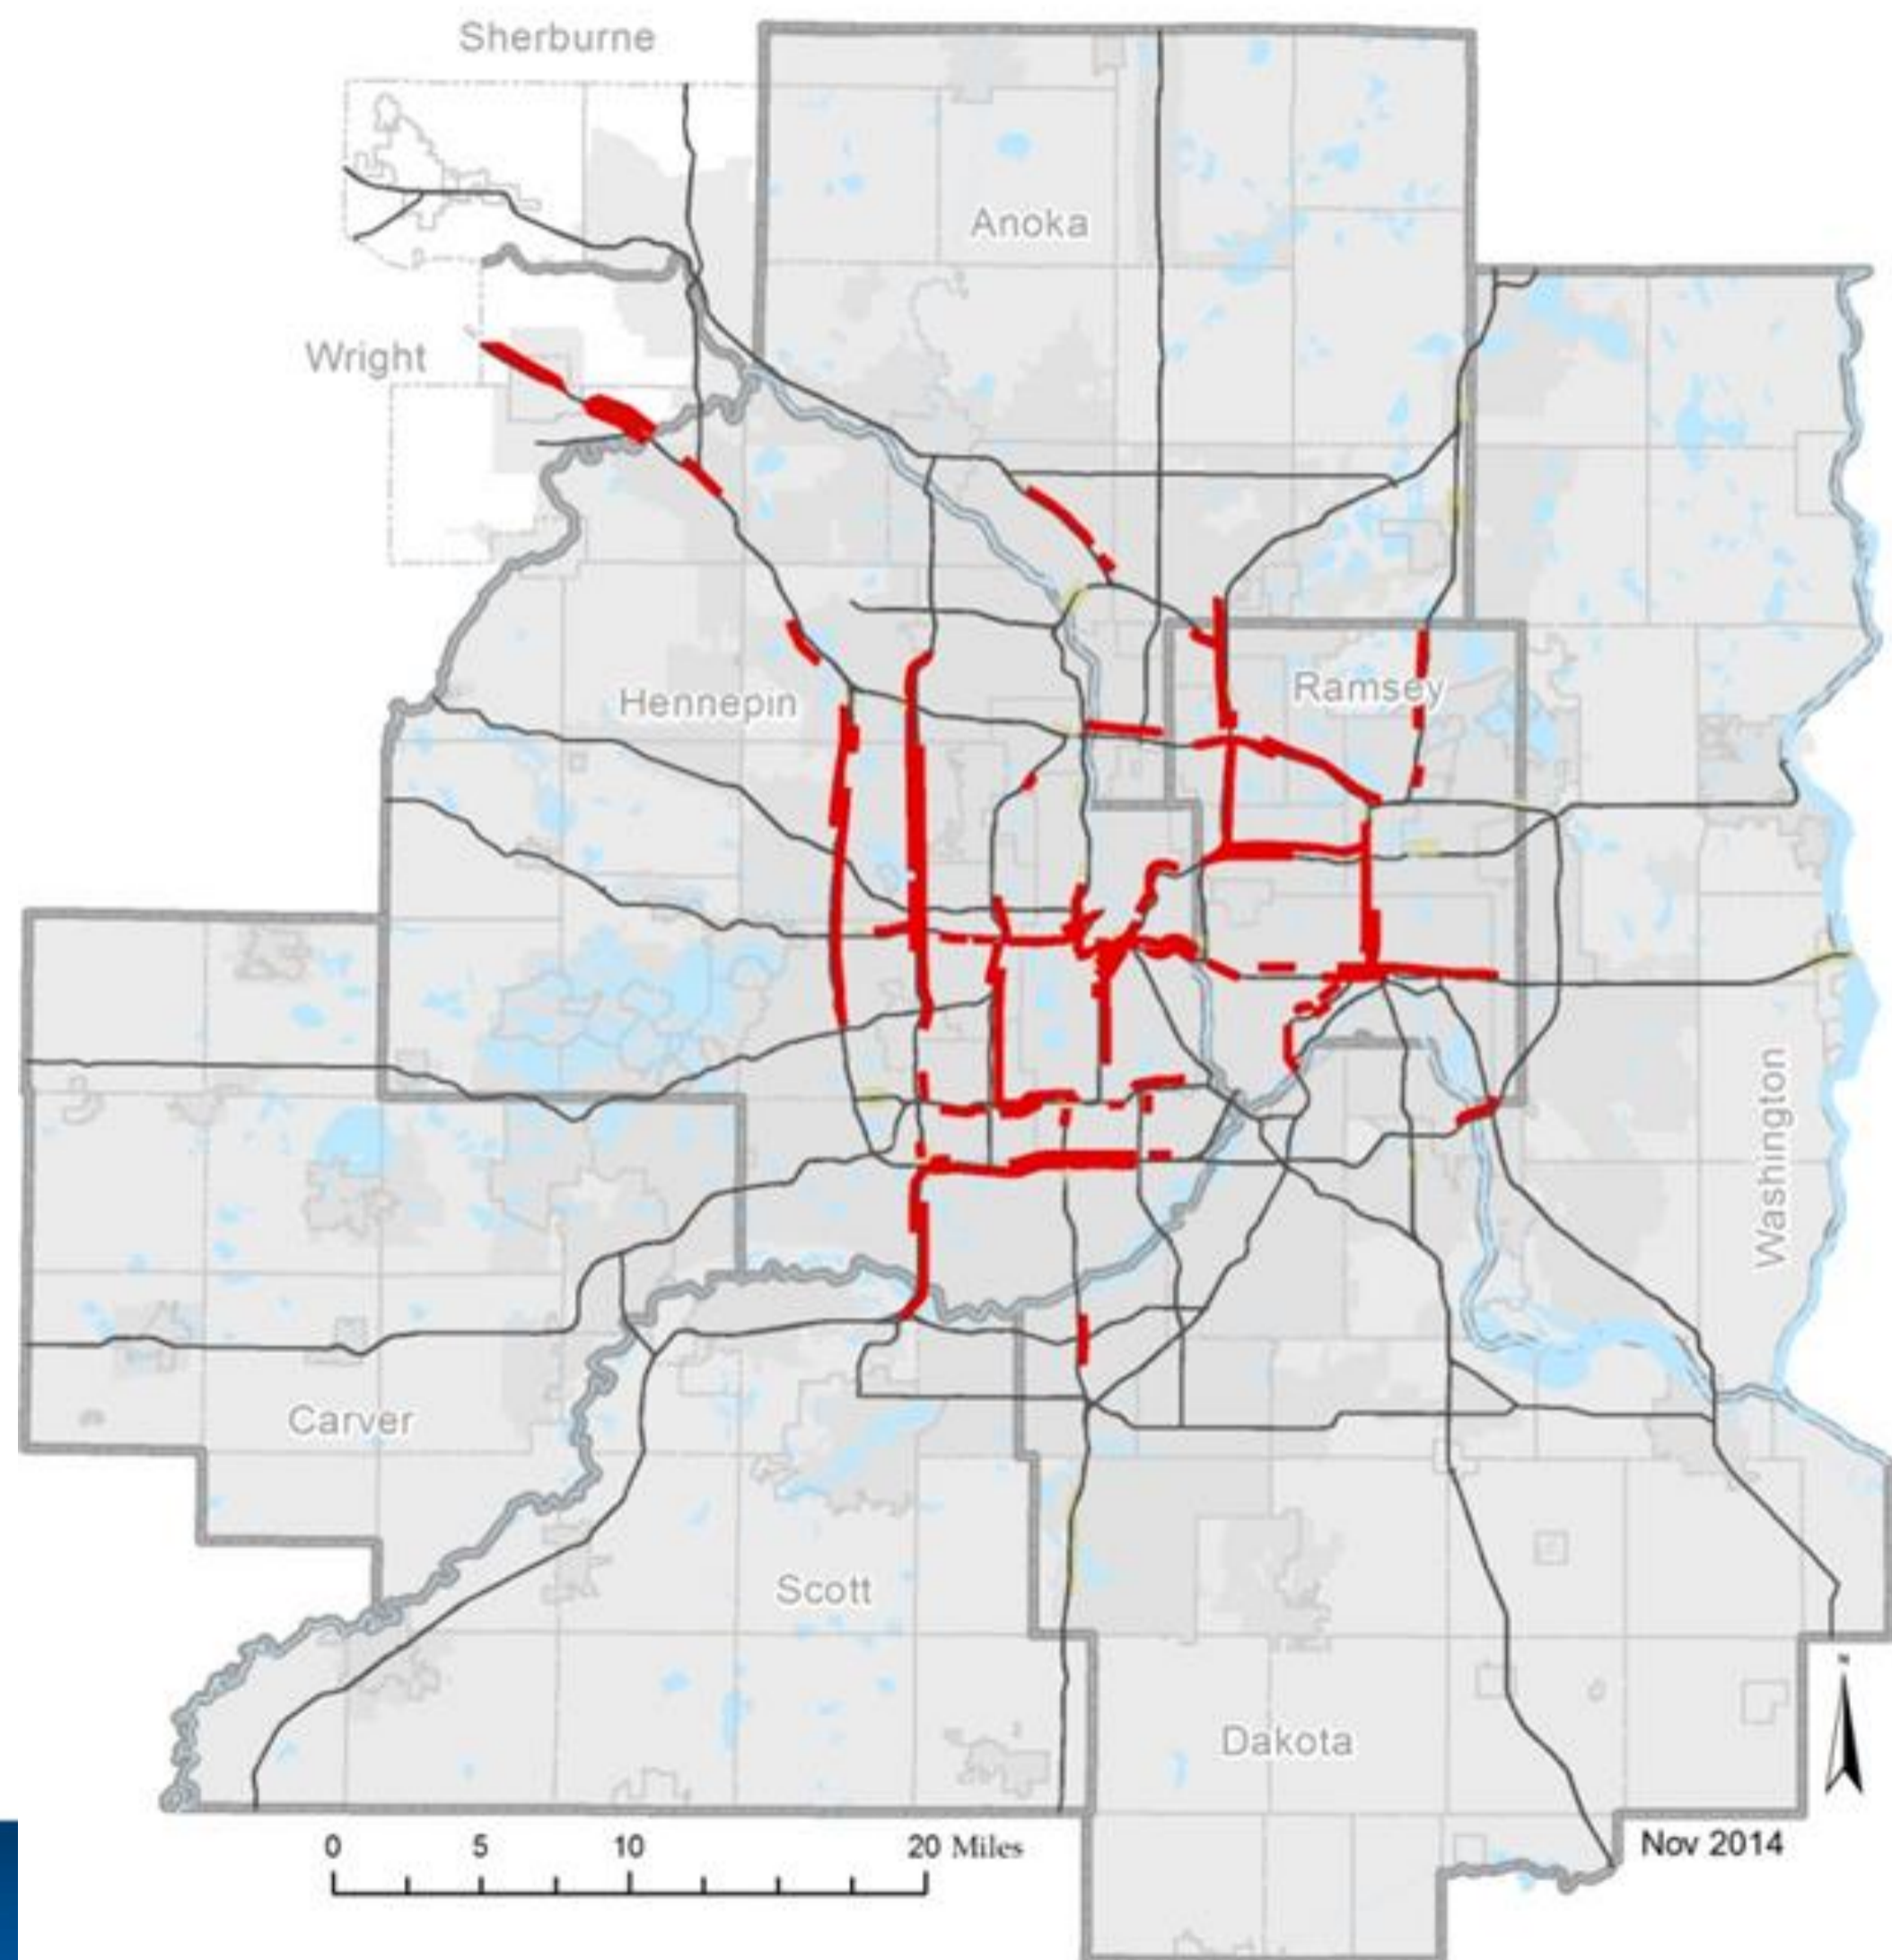 Sherburne
Anoka
Wright
Ramsey
Hennepin
Washington
Carver
Scott
Dakota
N
0 5 10 20 Miles
Nov 2014